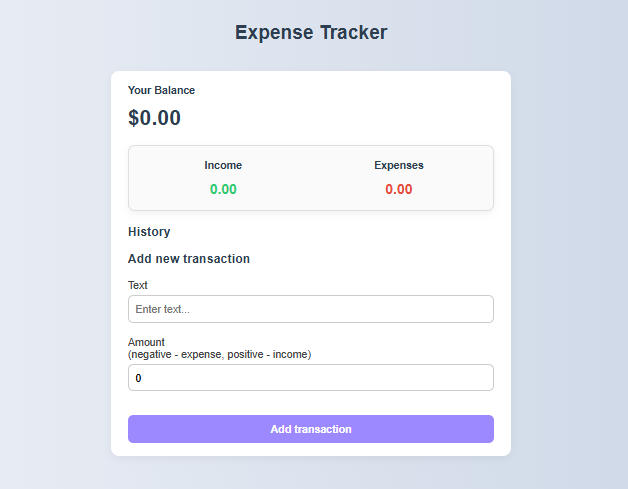 Expense Tracker
Your Balance
$0.00
Income Expenses
0.00 0.00
History
Add new transaction
Text
Enter text...
Amount
(negative - expense, positive - income)
0
Add transaction